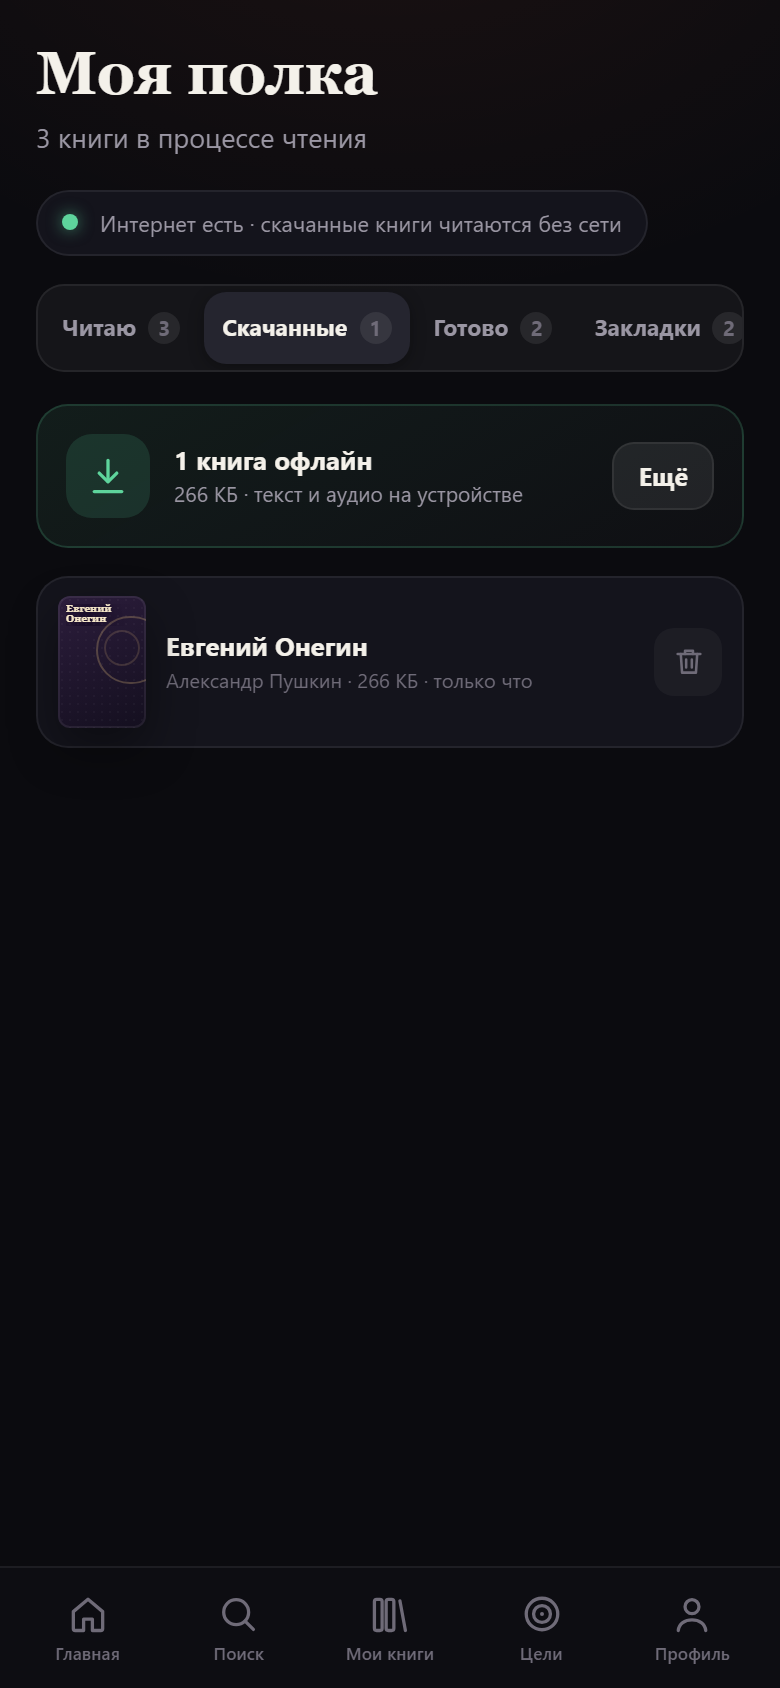 Моя полка
3 книги в процессе чтения
Интернет есть · скачанные книги читаются без сети
Читаю 3 Скачанные 1 Готово 2 Закладки 2
1 книга офлайн
266 КБ · текст и аудио на устройстве
Ещё
Евгений
Онегин
Евгений Онегин
Александр Пушкин · 266 КБ · только что
Главная Поиск Мои книги Цели Профиль